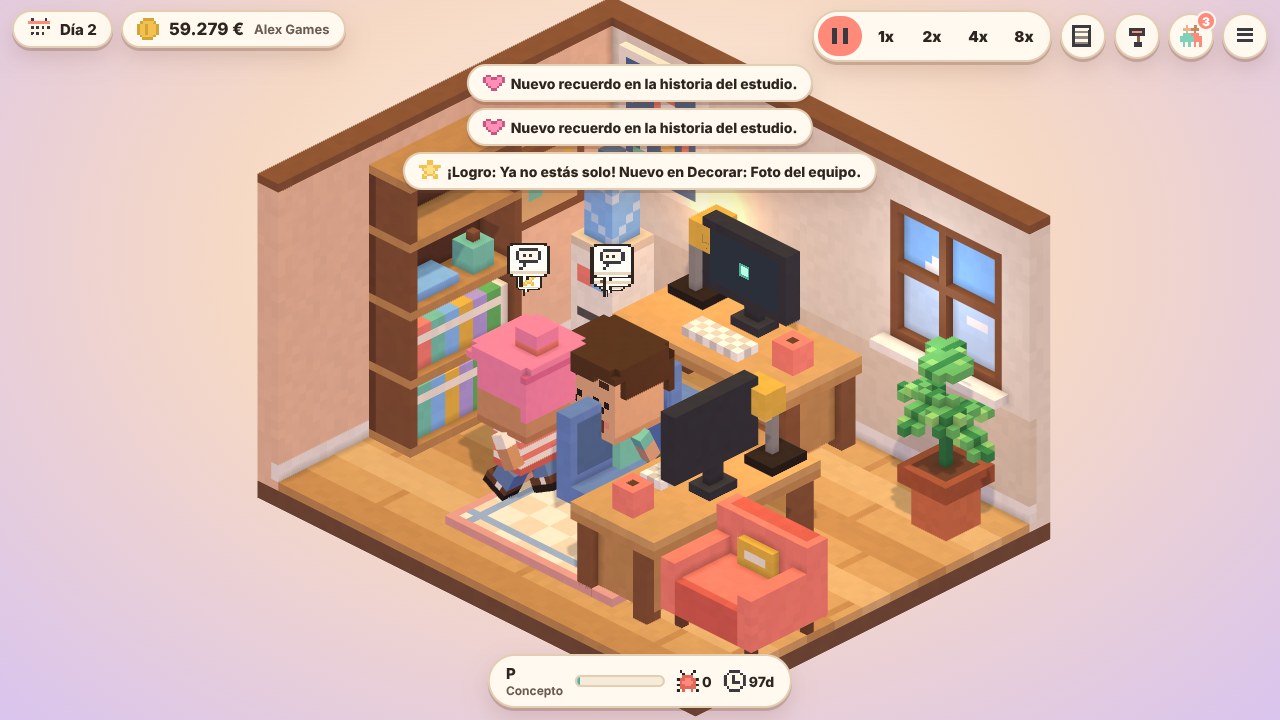 Día 2
59.279 € Alex Games
1x 2x 4x 8x
3
Nuevo recuerdo en la historia del estudio.
Nuevo recuerdo en la historia del estudio.
¡Logro: Ya no estás solo! Nuevo en Decorar: Foto del equipo.
P
Concepto
0
97d